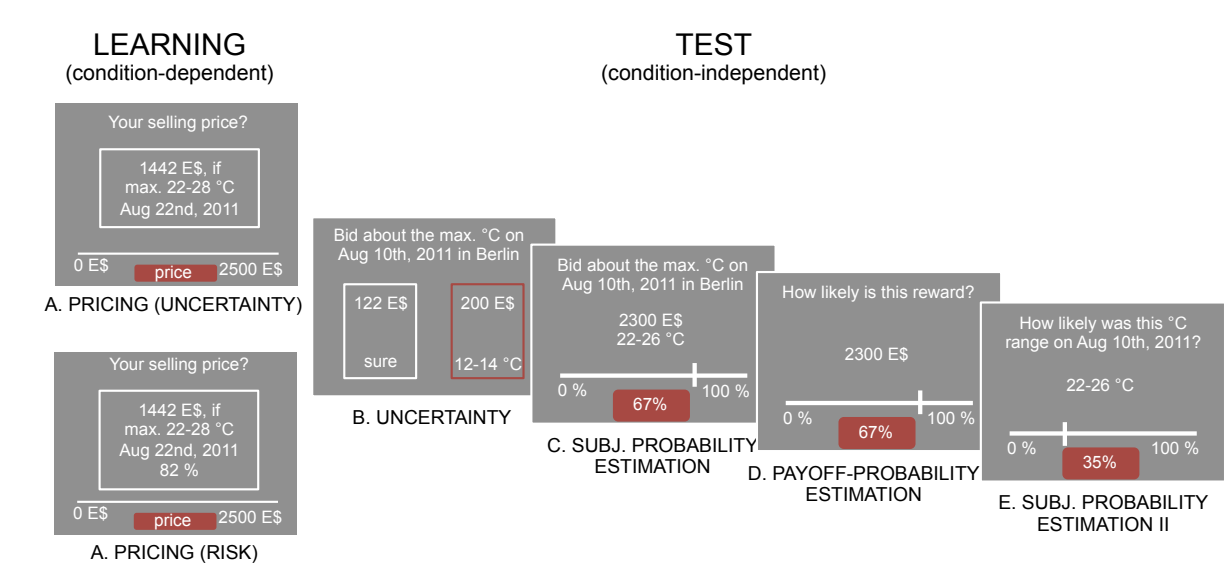 LEARNING
(condition-dependent)
Your selling price?
1442 E$, if
max. 22-28 °C
Aug 22nd, 2011
0 E$
price
2500 E$
A. PRICING (UNCERTAINTY)
Your selling price?
1442 E$, if
max. 22-28 °C
Aug 22nd, 2011
82 %
0 E$
price
2500 E$
A. PRICING (RISK)
TEST
(condition-independent)
Bid about the max. °C on
Aug 10th, 2011 in Berlin
122 E$
sure
200 E$
12-14 °C
B. UNCERTAINTY
Bid about the max. °C on
Aug 10th, 2011 in Berlin
2300 E$
22-26 °C
0 %
100 %
67%
C. SUBJ. PROBABILITY
ESTIMATION
How likely is this reward?
2300 E$
0 %
100 %
67%
D. PAYOFF-PROBABILITY
ESTIMATION
How likely was this °C
range on Aug 10th, 2011?
22-26 °C
0 %
100 %
35%
E. SUBJ. PROBABILITY
ESTIMATION II